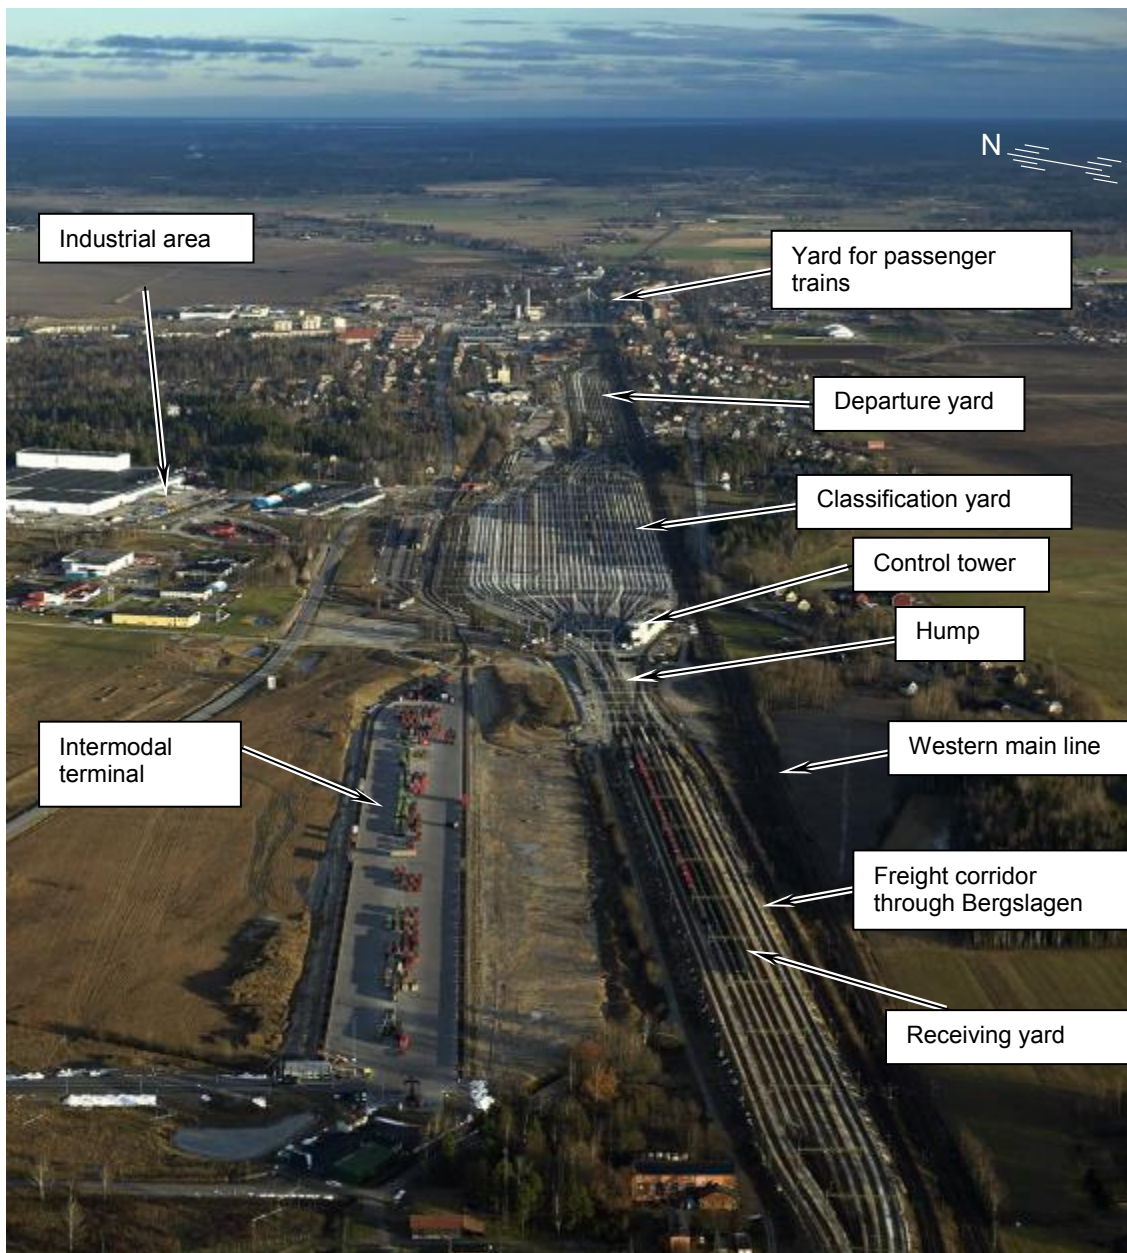 N
Industrial area
Yard for passenger
trains
Departure yard
Classification yard
Control tower
Hump
Intermodal
terminal
Western main line
Freight corridor
through Bergslagen
Receiving yard